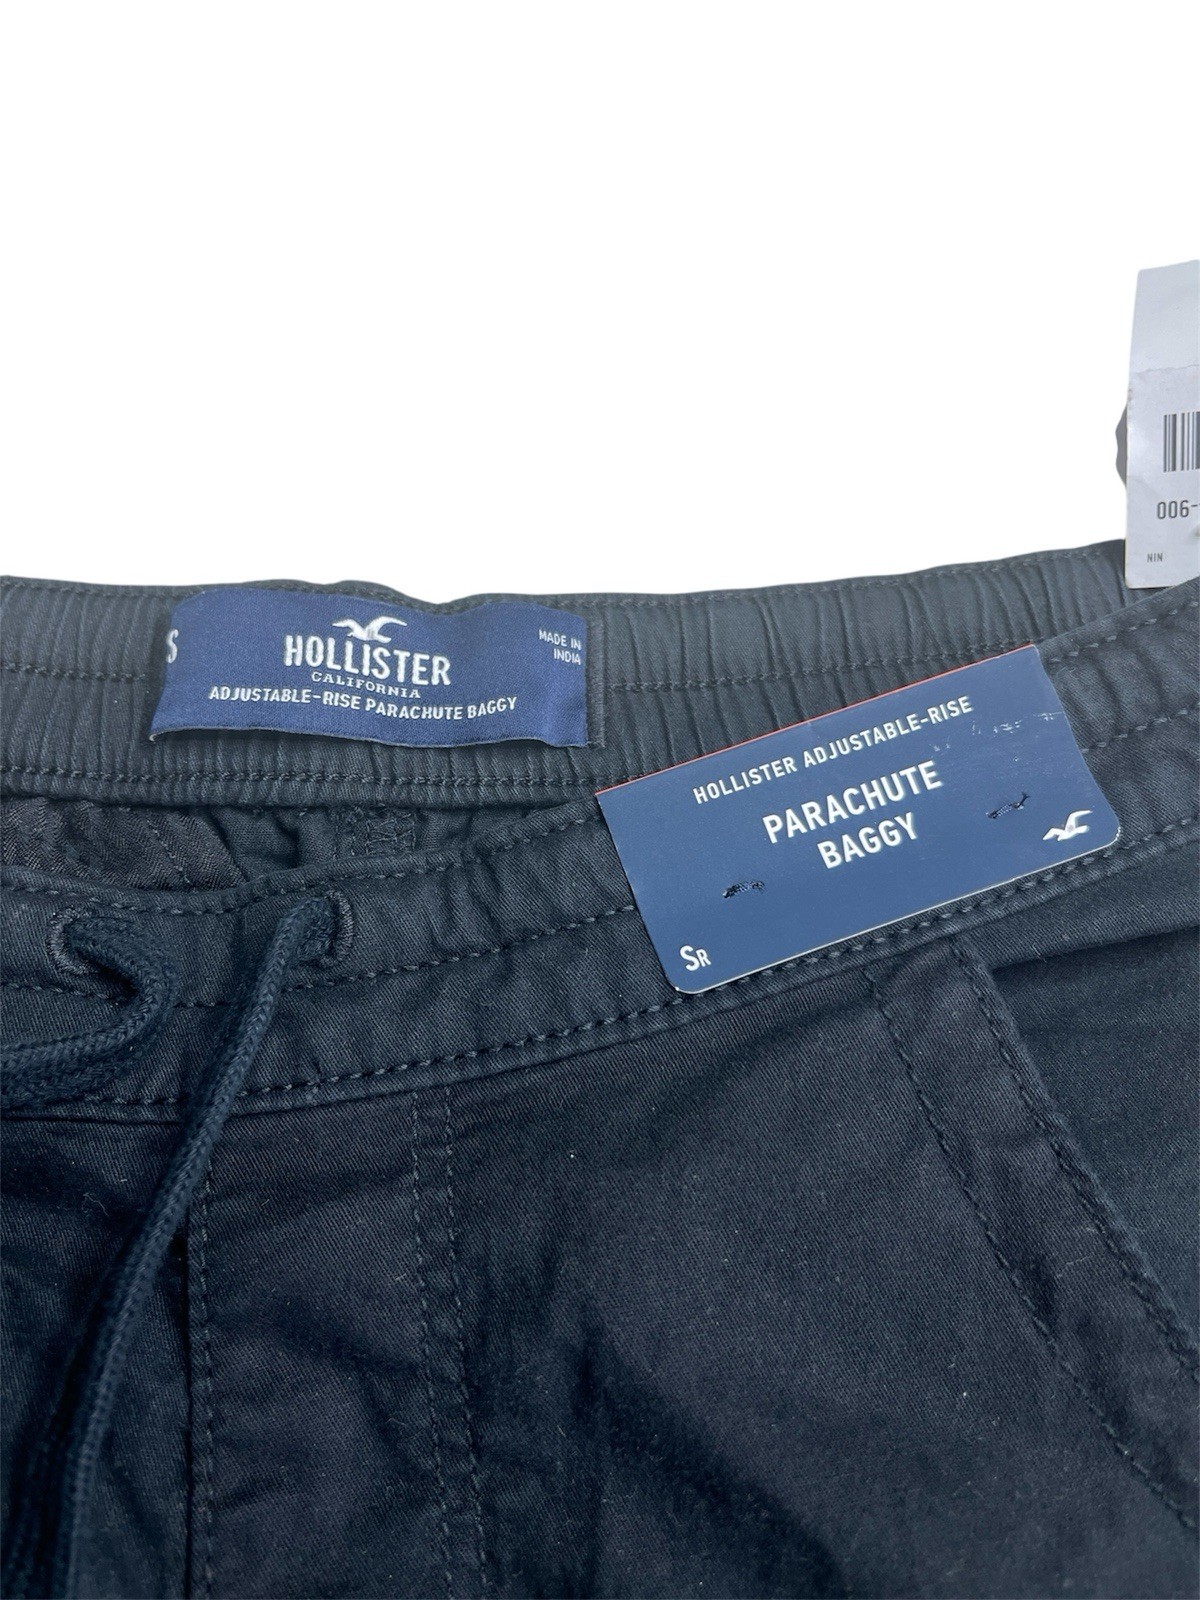 S
HOLLISTER
CALIFORNIA
ADJUSTABLE-RISE PARACHUTE BAGGY
MADE IN
INDIA
HOLLISTER ADJUSTABLE-RISE
PARACHUTE
BAGGY
SR
006-
NIN